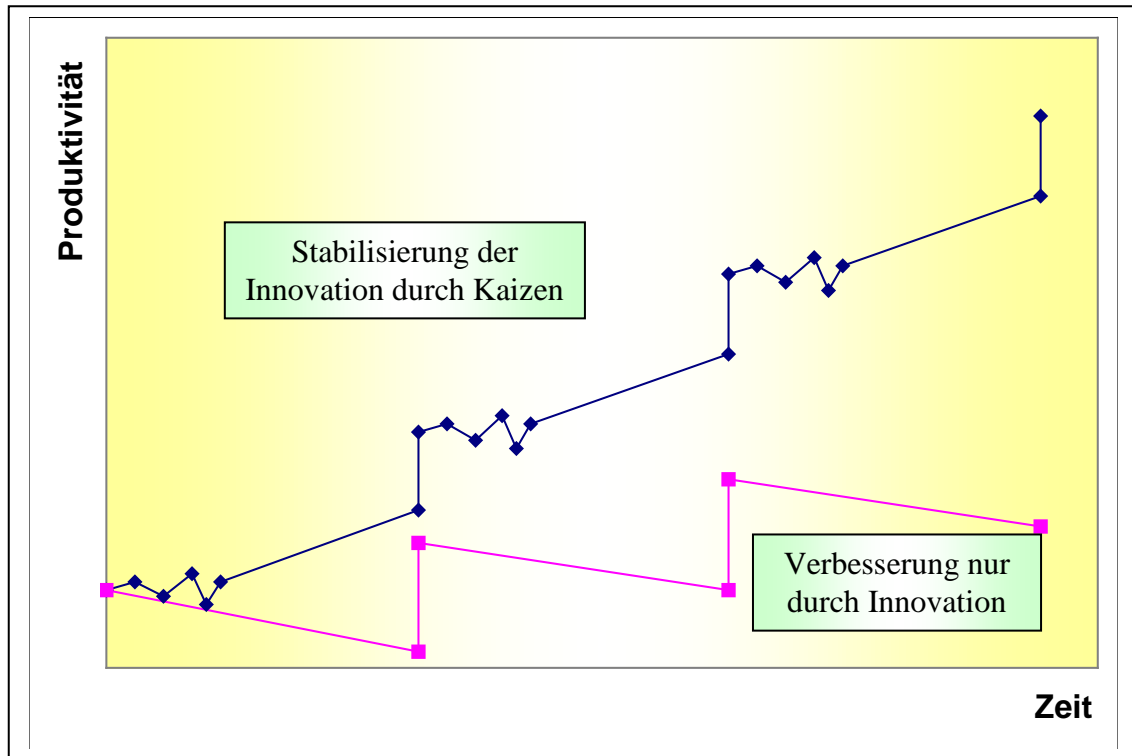 Produktivität
Stabilisierung der
Innovation durch Kaizen
Verbesserung nur
durch Innovation
Zeit